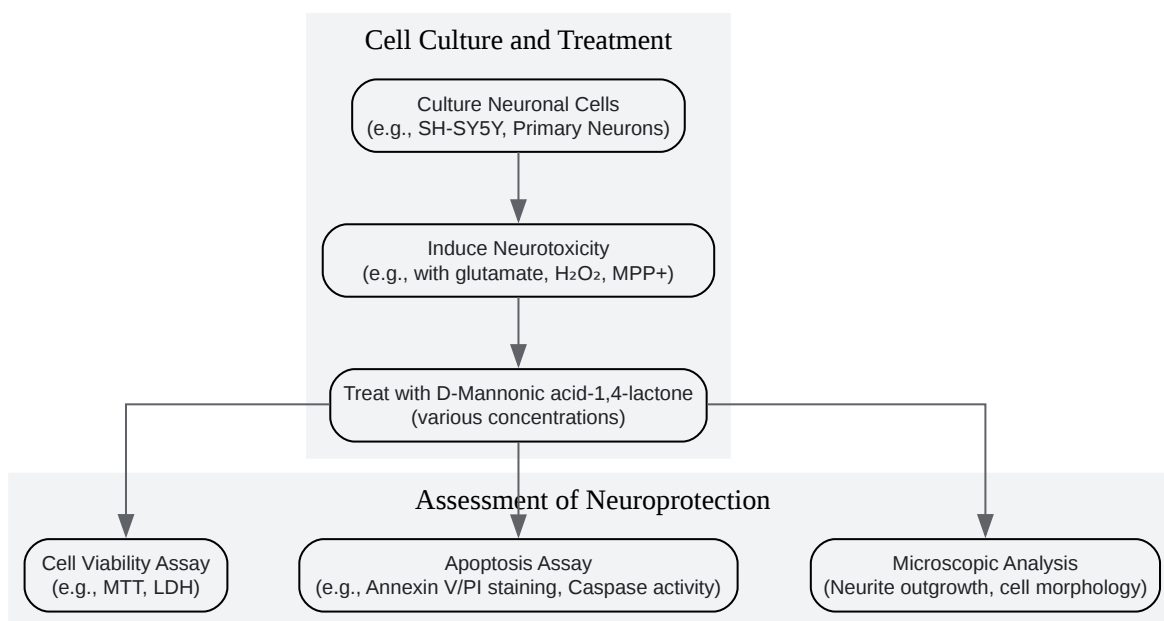 Cell Culture and Treatment
Culture Neuronal Cells
(e.g., SH-SY5Y, Primary Neurons)
Induce Neurotoxicity
(e.g., with glutamate, H₂O₂, MPP+)
Treat with D-Mannonic acid-1,4-lactone
(various concentrations)
Assessment of Neuroprotection
Cell Viability Assay
(e.g., MTT, LDH)
Apoptosis Assay
(e.g., Annexin V/PI staining, Caspase activity)
Microscopic Analysis
(Neurite outgrowth, cell morphology)